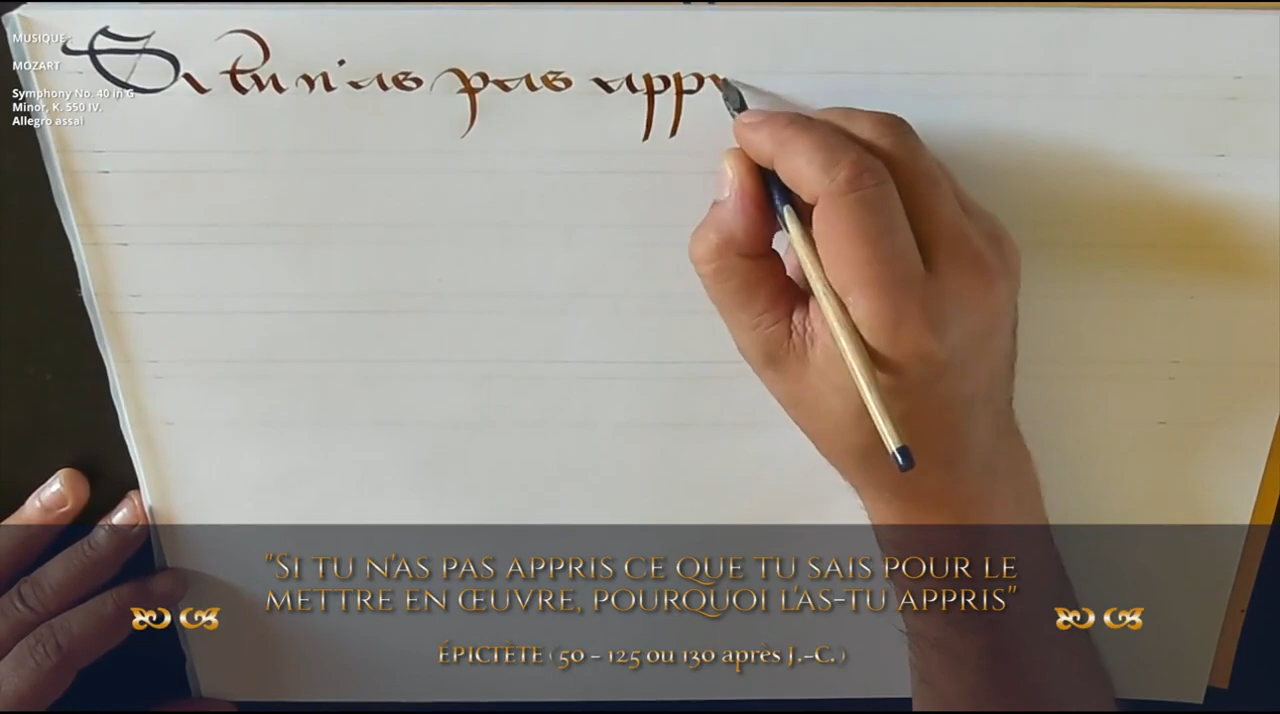 MUSIQUE
MOZART
Symphony No. 40 in G
Minor, K. 550 IV.
Allegro assai
Si tu n'as pas appr
"Si tu n'as pas appris ce que tu sais pour le
mettre en œuvre, pourquoi l'as-tu appris"
ÉPICTÈTE ( 50 – 125 ou 130 après J.-C. )